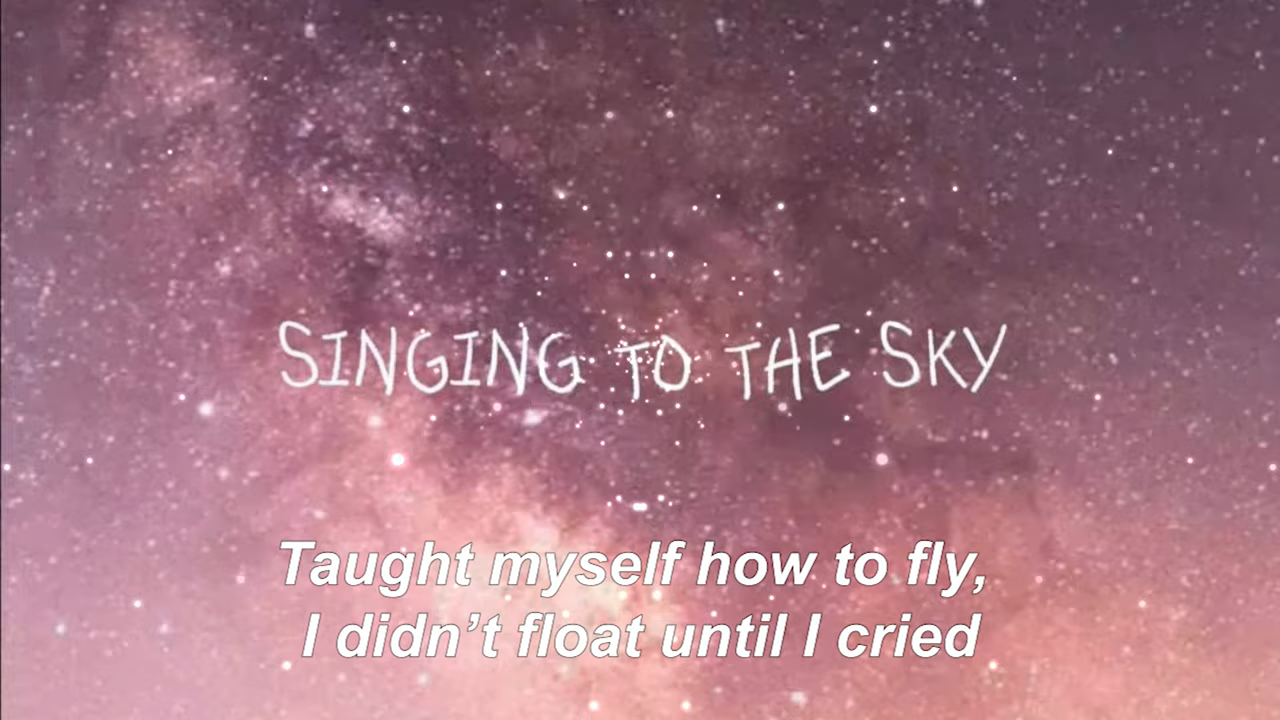 SINGING TO THE SKY
Taught myself how to fly,
I didn’t float until I cried